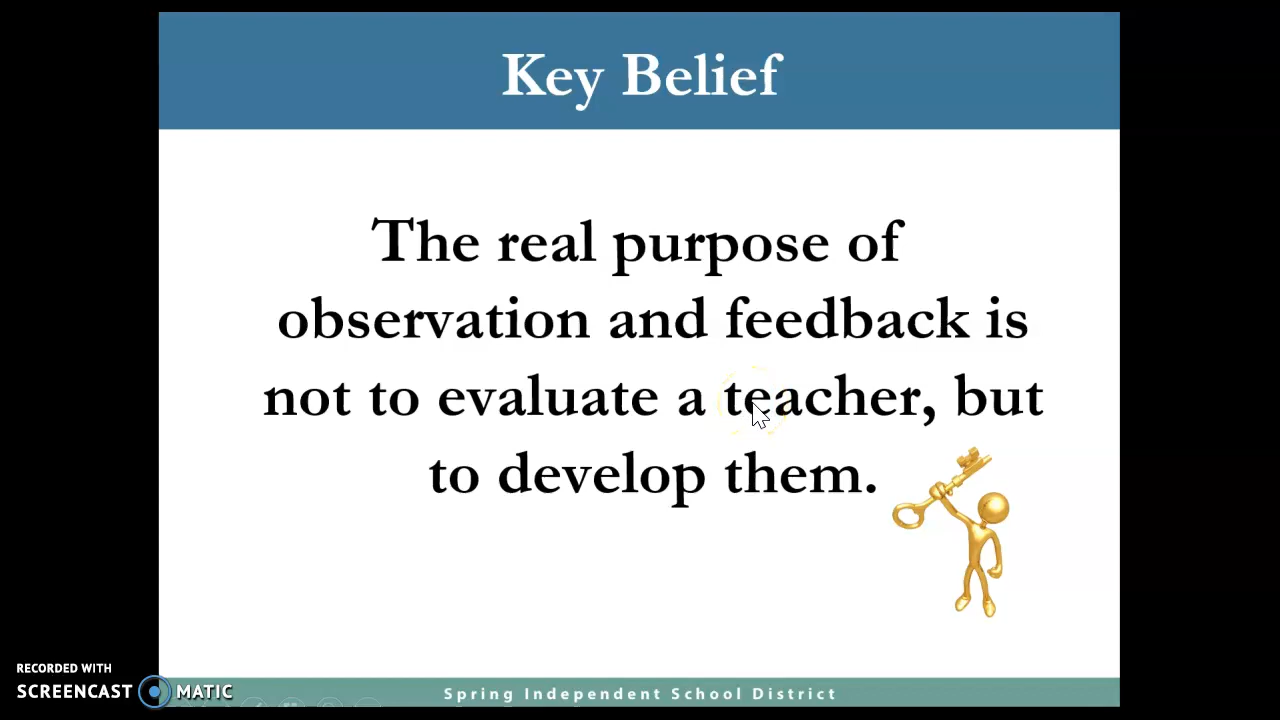 Key Belief
The real purpose of
observation and feedback is
not to evaluate a teacher, but
to develop them.
RECORDED WITH
SCREENCAST MATIC
Spring Independent School District